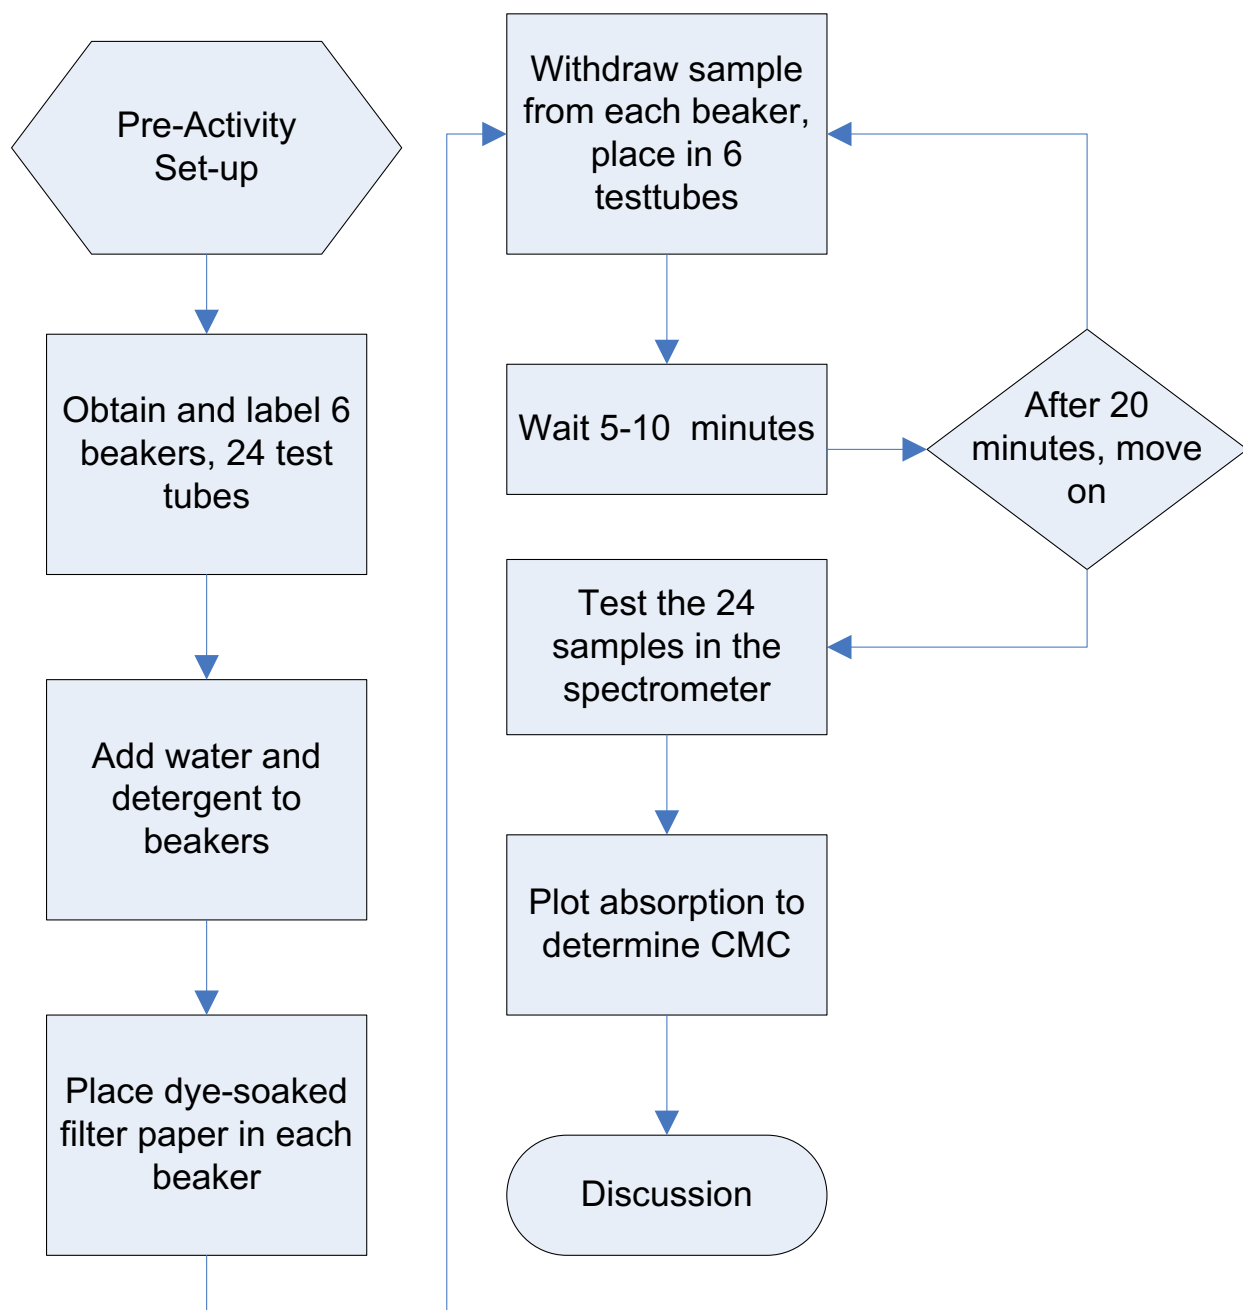 Pre-Activity
Set-up
Obtain and label 6
beakers, 24 test
tubes
Add water and
detergent to
beakers
Place dye-soaked
filter paper in each
beaker
Withdraw sample
from each beaker,
place in 6
testtubes
Wait 5-10  minutes
After 20
minutes, move
on
Test the 24
samples in the
spectrometer
Plot absorption to
determine CMC
Discussion